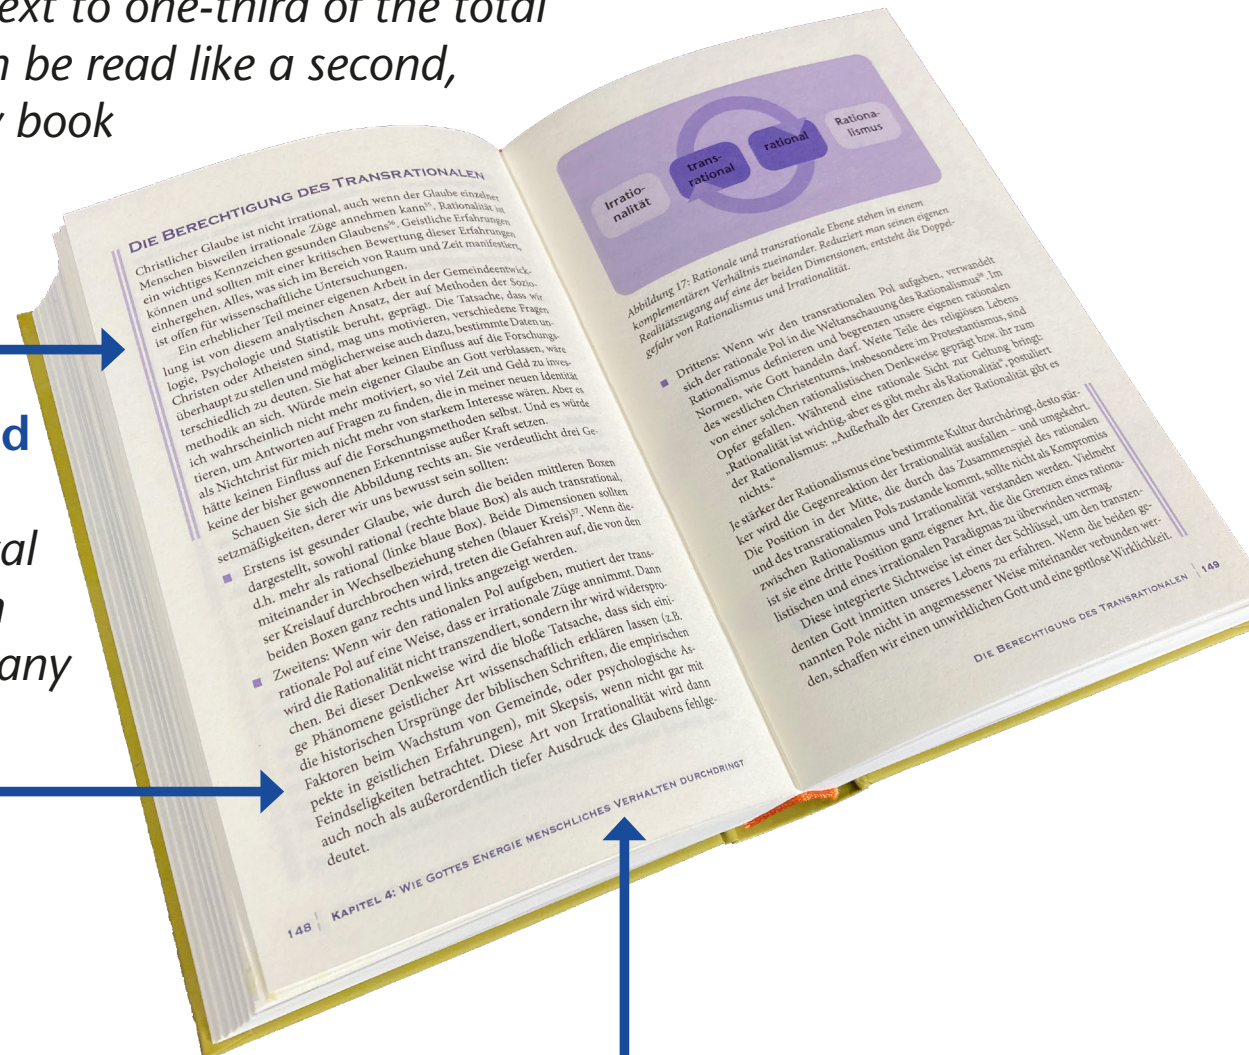 ext to one-third of the total
be read like a second,
book
d
al
any
DIE BERECHTIGUNG DES TRANSRATIONALEN
Christlicher Glaube ist nicht irrational, auch wenn der Glaube einzelner
Menschen bisweilen irrationale Züge annehmen kann⁵⁵. Rationalität ist
ein wichtiges Kennzeichen gesunden Glaubens⁵⁶. Geistliche Erfahrungen
können und sollten mit einer kritischen Bewertung dieser Erfahrungen
einhergehen. Alles, was sich im Bereich von Raum und Zeit manifestiert,
ist offen für wissenschaftliche Untersuchungen.
Ein erheblicher Teil meiner eigenen Arbeit in der Gemeindeentwick-
lung ist von diesem analytischen Ansatz, der auf Methoden der Sozio-
logie, Psychologie und Statistik beruht, geprägt. Die Tatsache, dass wir
Christen oder Atheisten sind, mag uns motivieren, verschiedene Fragen
überhaupt zu stellen und möglicherweise auch dazu, bestimmte Daten un-
terschiedlich zu deuten. Sie hat aber keinen Einfluss auf die Forschungs-
methodik an sich. Würde mein eigener Glaube an Gott verblassen, wäre
ich wahrscheinlich nicht mehr motiviert, so viel Zeit und Geld zu inves-
tieren, um Antworten auf Fragen zu finden, die in meiner neuen Identität
als Nichtchrist für mich nicht mehr von starkem Interesse wären. Aber es
hätte keinen Einfluss auf die Forschungsmethoden selbst. Und es würde
keine der bisher gewonnenen Erkenntnisse außer Kraft setzen.
Schauen Sie sich die Abbildung rechts an. Sie verdeutlicht drei Ge-
setzmäßigkeiten, derer wir uns bewusst sein sollten:
■ Erstens ist gesunder Glaube, wie durch die beiden mittleren Boxen
dargestellt, sowohl rational (rechte blaue Box) als auch transrational,
d.h. mehr als rational (linke blaue Box). Beide Dimensionen sollten
miteinander in Wechselbeziehung stehen (blauer Kreis)⁵⁷. Wenn die-
ser Kreislauf durchbrochen wird, treten die Gefahren auf, die von den
beiden Boxen ganz rechts und links angezeigt werden.
■ Zweitens: Wenn wir den rationalen Pol aufgeben, mutiert der trans-
rationale Pol auf eine Weise, dass er irrationale Züge annimmt. Dann
wird die Rationalität nicht transzendiert, sondern ihr wird widerspro-
chen. Bei dieser Denkweise wird die bloße Tatsache, dass sich eini-
ge Phänomene geistlicher Art wissenschaftlich erklären lassen (z.B.
die historischen Ursprünge der biblischen Schriften, die empirischen
Faktoren beim Wachstum von Gemeinde, oder psychologische As-
pekte in geistlichen Erfahrungen), mit Skepsis, wenn nicht gar mit
Feindseligkeiten betrachtet. Diese Art von Irrationalität wird dann
auch noch als außerordentlich tiefer Ausdruck des Glaubens fehlge-
deutet.
148 | KAPITEL 4: WIE GOTTES ENERGIE MENSCHLICHES VERHALTEN DURCHDRINGT
Irratio-
nalität
trans-
rational
rational
Rationa-
lismus
Abbildung 17: Rationale und transrationale Ebene stehen in einem
komplementären Verhältnis zueinander. Reduziert man seinen eigenen
Realitätszugang auf eine der beiden Dimensionen, entsteht die Doppel-
gefahr von Rationalismus und Irrationalität.
■ Drittens: Wenn wir den transrationalen Pol aufgeben, verwandelt
sich der rationale Pol in die Weltanschauung des Rationalismus⁵⁸. Im
Rationalismus definieren und begrenzen unsere eigenen rationalen
Normen, wie Gott handeln darf. Weite Teile des religiösen Lebens
des westlichen Christentums, insbesondere im Protestantismus, sind
von einer solchen rationalistischen Denkweise geprägt bzw. ihr zum
Opfer gefallen. Während eine rationale Sicht zur Geltung bringt:
„Rationalität ist wichtig, aber es gibt mehr als Rationalität“, postuliert
der Rationalismus: „Außerhalb der Grenzen der Rationalität gibt es
nichts.“
Je stärker der Rationalismus eine bestimmte Kultur durchdringt, desto stär-
ker wird die Gegenreaktion der Irrationalität ausfallen – und umgekehrt.
Die Position in der Mitte, die durch das Zusammenspiel des rationalen
und des transrationalen Pols zustande kommt, sollte nicht als Kompromiss
zwischen Rationalismus und Irrationalität verstanden werden. Vielmehr
ist sie eine dritte Position ganz eigener Art, die die Grenzen eines rationa-
listischen und eines irrationalen Paradigmas zu überwinden vermag.
Diese integrierte Sichtweise ist einer der Schlüssel, um den transzen-
denten Gott inmitten unseres Lebens zu erfahren. Wenn die beiden ge-
nannten Pole nicht in angemessener Weise miteinander verbunden wer-
den, schaffen wir einen unwirklichen Gott und eine gottlose Wirklichkeit.
DIE BERECHTIGUNG DES TRANSRATIONALEN | 149